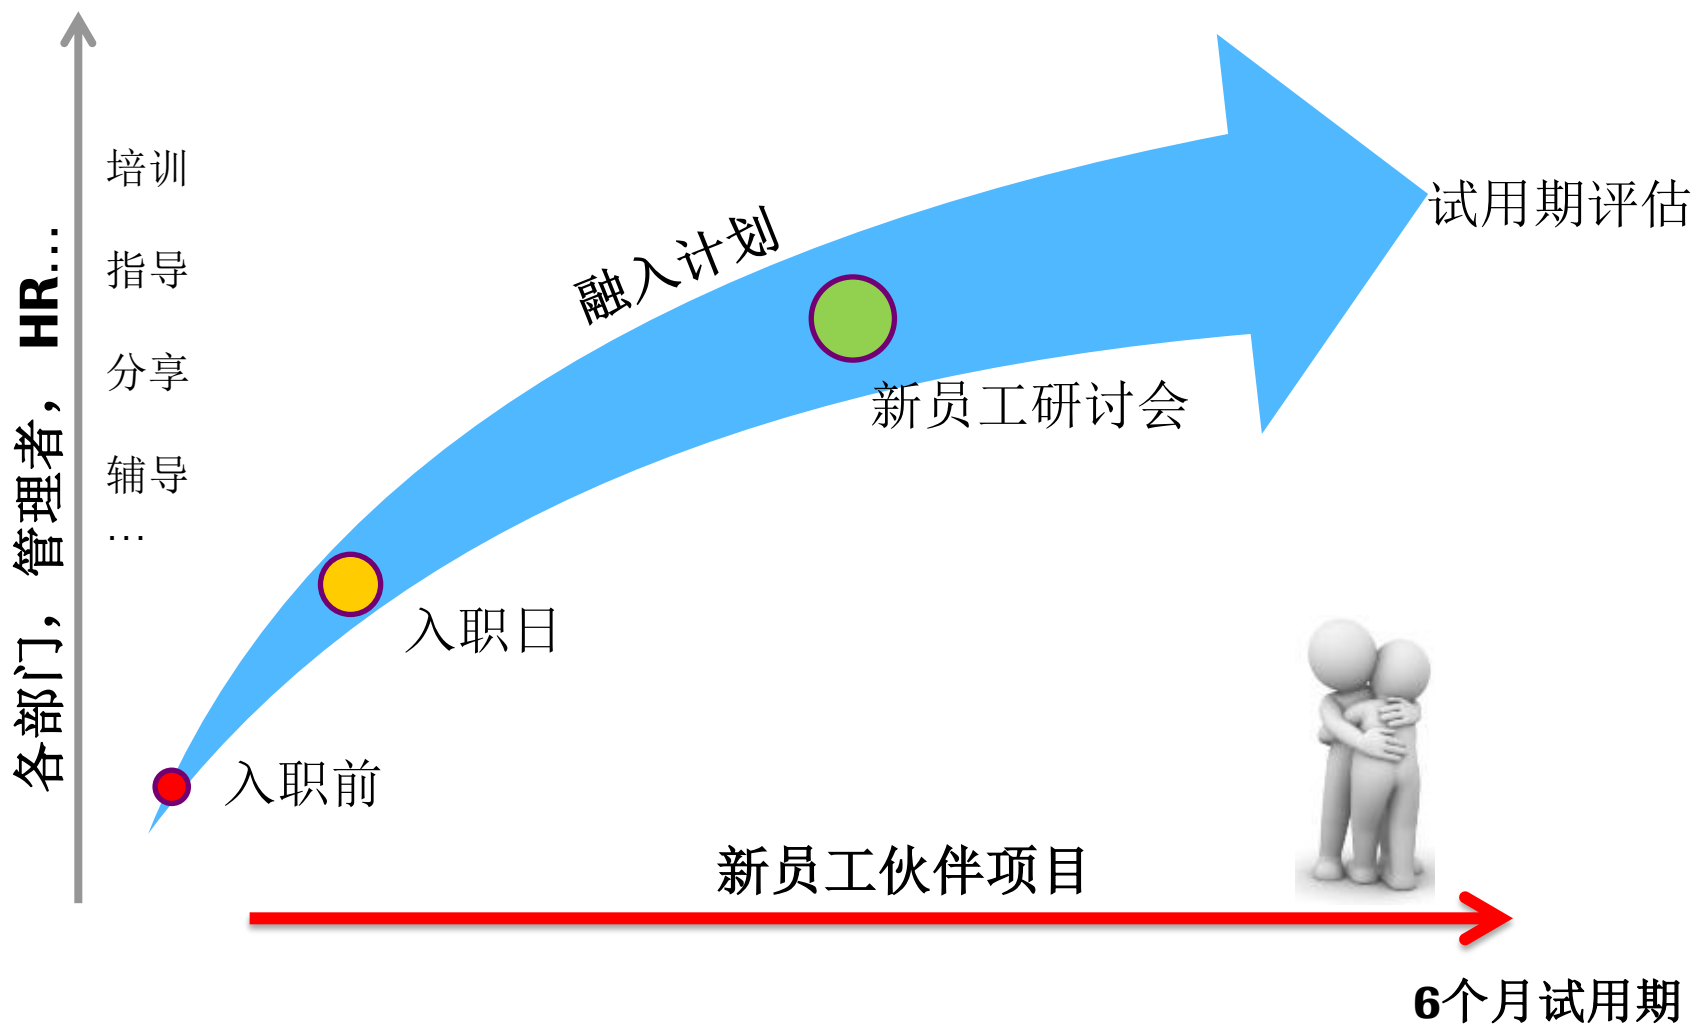 各部门，管理者，HR…
培训
指导
分享
辅导
…
融入计划
试用期评估
新员工研讨会
入职日
入职前
新员工伙伴项目
6个月试用期